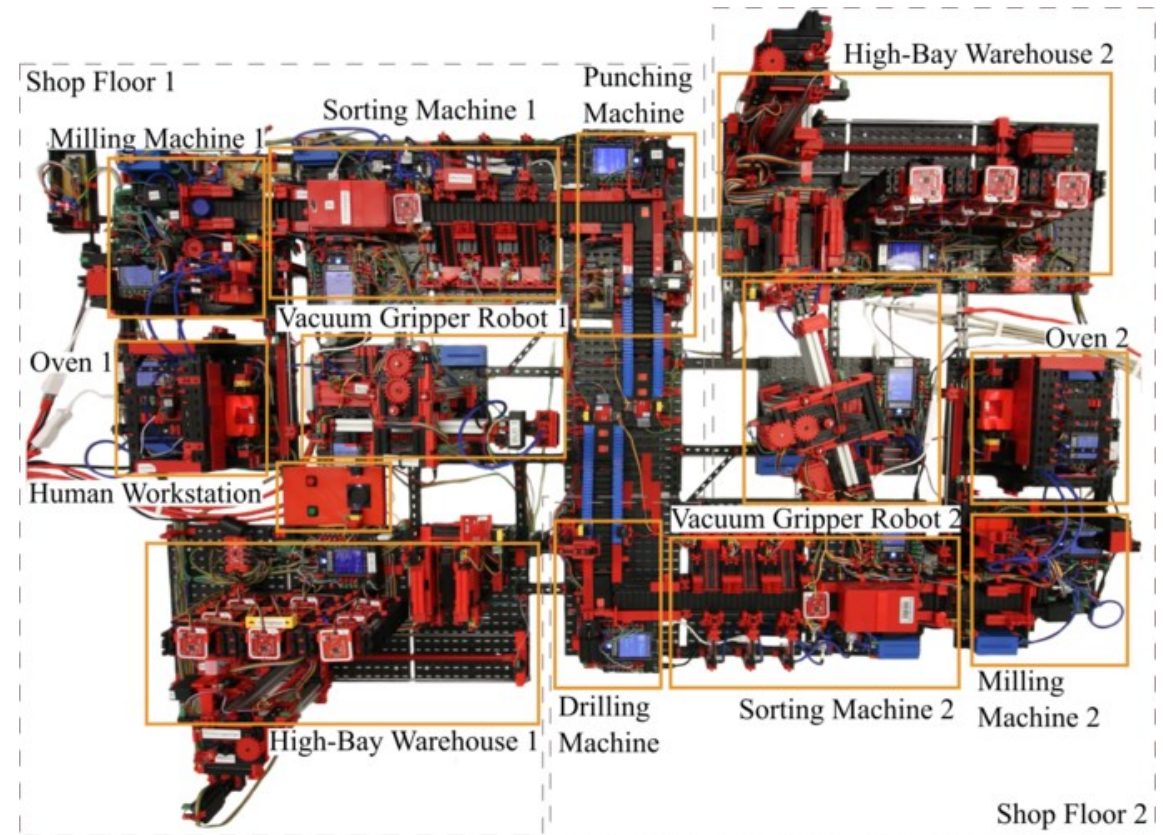 Shop Floor 1
Milling Machine 1
Sorting Machine 1
Punching
Machine
High-Bay Warehouse 2
Vacuum Gripper Robot 1
Oven 1
Oven 2
Human Workstation
Vacuum Gripper Robot 2
High-Bay Warehouse 1
Drilling
Machine
Sorting Machine 2
Milling
Machine 2
Shop Floor 2